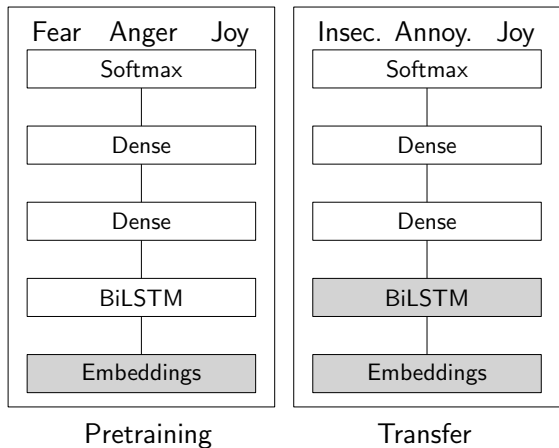 Fear Anger Joy
Softmax
Dense
Dense
BiLSTM
Embeddings
Pretraining
Insec. Annoy. Joy
Softmax
Dense
Dense
BiLSTM
Embeddings
Transfer